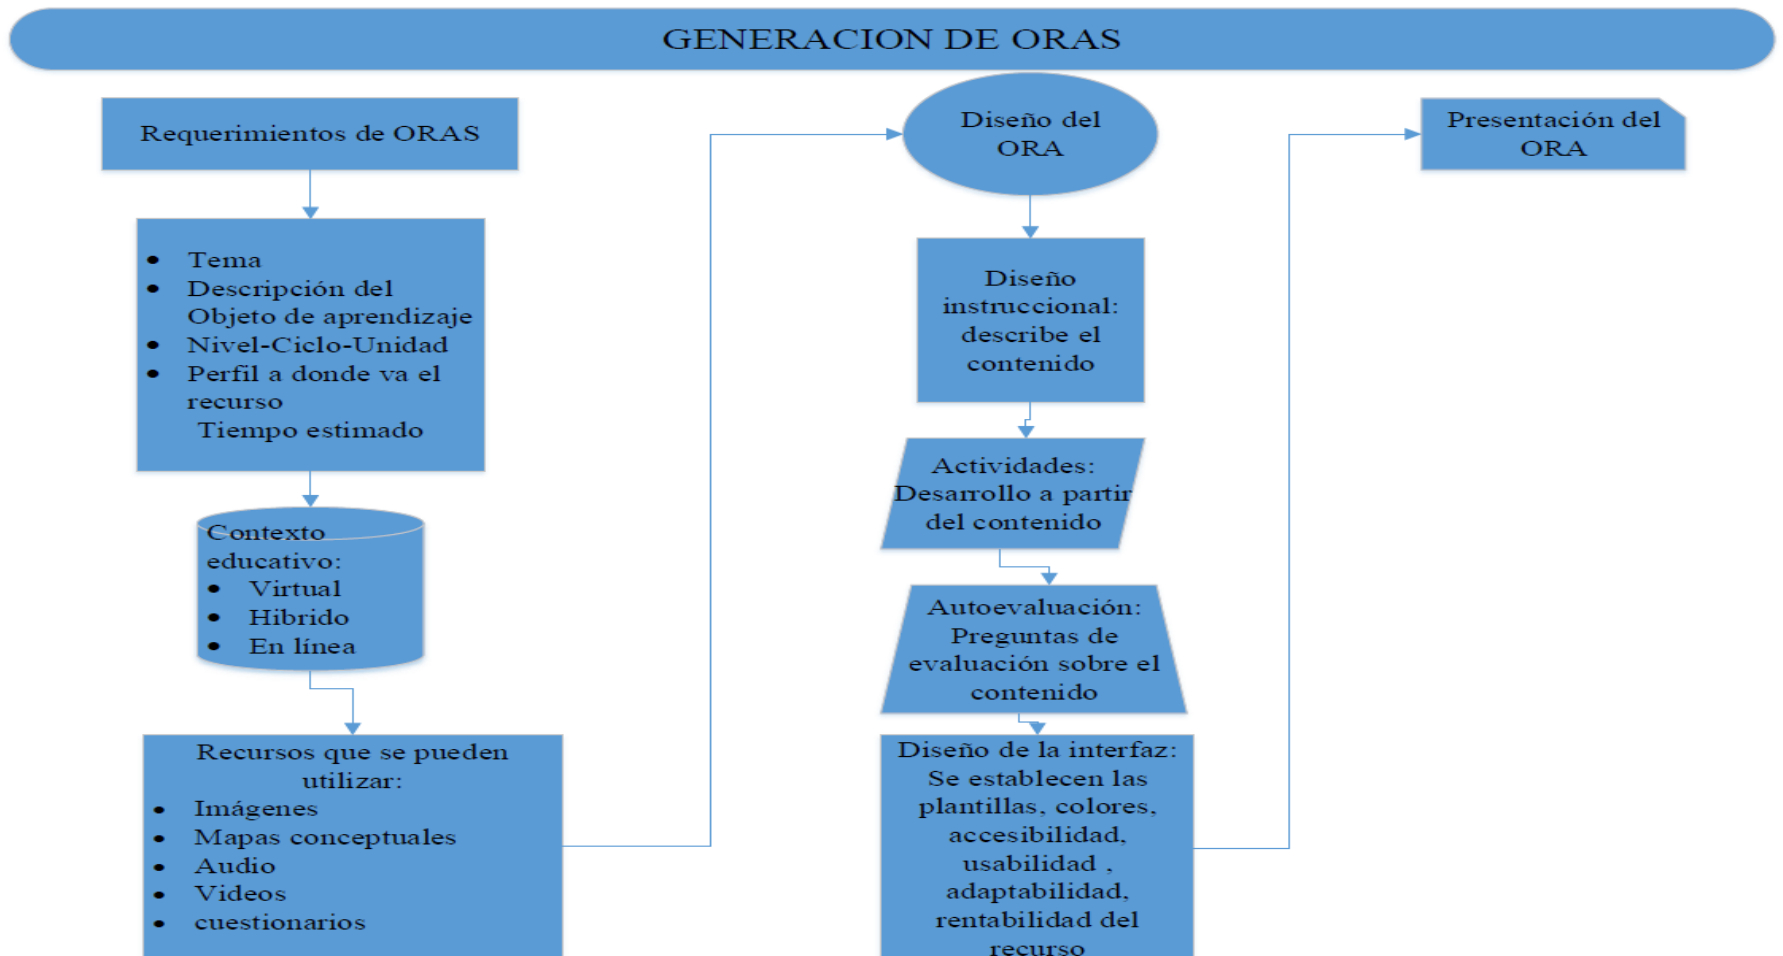 GENERACION DE ORAS
Requerimientos de ORAS
• Tema
• Descripción del
Objeto de aprendizaje
• Nivel-Ciclo-Unidad
• Perfil a donde va el
recurso
Tiempo estimado
Contexto
educativo:
• Virtual
• Hibrido
• En línea
Recursos que se pueden
utilizar:
• Imágenes
• Mapas conceptuales
• Audio
• Videos
• cuestionarios
Diseño del
ORA
Diseño
instruccional:
describe el
contenido
Actividades:
Desarrollo a partir
del contenido
Autoevaluación:
Preguntas de
evaluación sobre el
contenido
Diseño de la interfaz:
Se establecen las
plantillas, colores,
accesibilidad,
usabilidad ,
adaptabilidad,
rentabilidad del
recurso
Presentación del
ORA